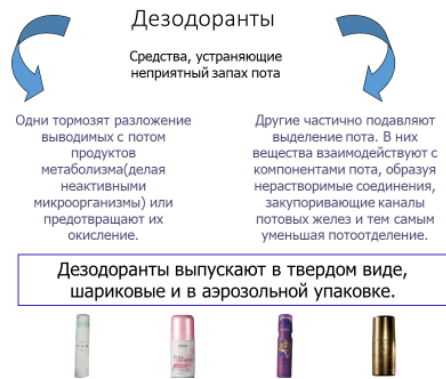 Дезодоранты
Средства, устраняющие
неприятный запах пота
Одни тормозят разложение
выводимых с потом
продуктов
метаболизма(делая
неактивными
микроорганизмы) или
предотвращают их
окисление.
Другие частично подавляют
выделение пота. В них
вещества взаимодействуют с
компонентами пота, образуя
нерастворимые соединения,
закупоривающие каналы
потовых желез и тем самым
уменьшая потоотделение.
Дезодоранты выпускают в твердом виде,
шариковые и в аэрозольной упаковке.